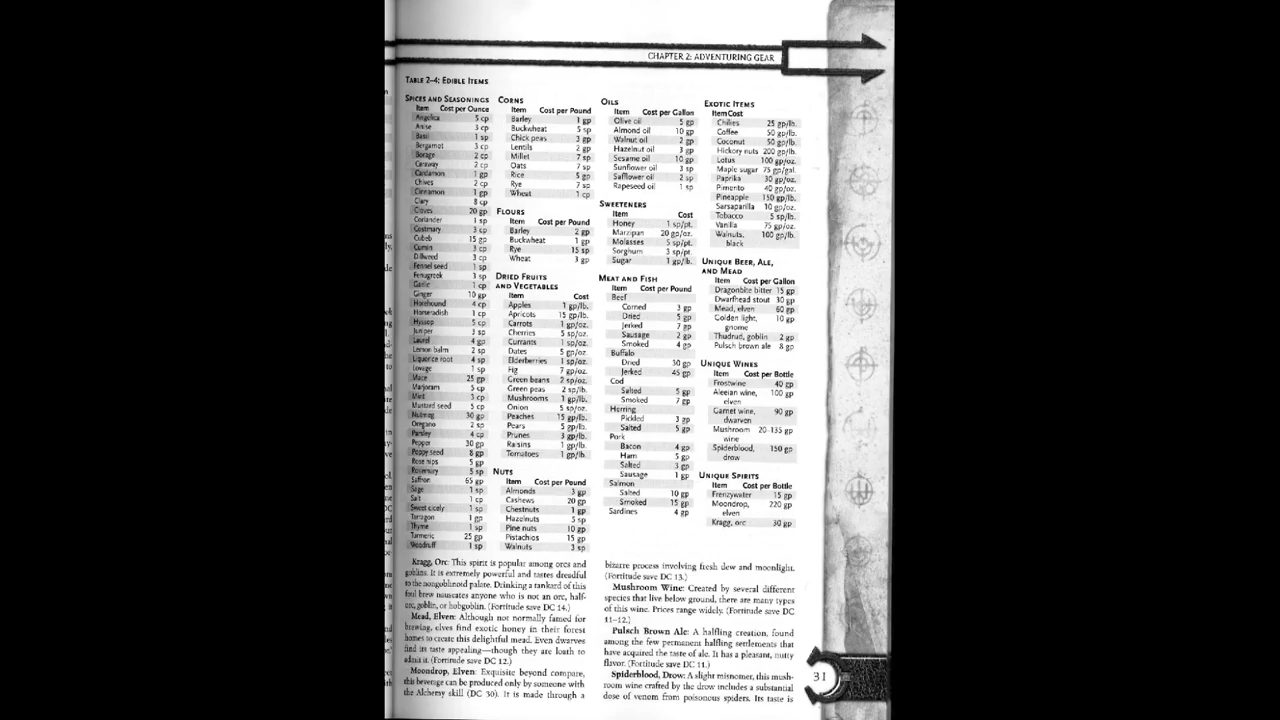 CHAPTER 2: ADVENTURING GEAR
TABLE 2–4: EDIBLE ITEMS
SPICES AND SEASONINGS
Item Cost per Ounce
Angelica 5 cp
Anise 3 cp
Basil 1 sp
Bergamot 3 cp
Borage 2 cp
Caraway 2 cp
Cardamon 1 gp
Chives 2 cp
Cinnamon 1 gp
Clary 8 cp
Cloves 20 gp
Coriander 1 sp
Costmary 3 cp
Cubeb 15 gp
Cumin 3 cp
Dillweed 3 cp
Fennel seed 1 sp
Fenugreek 3 sp
Garlic 1 cp
Ginger 10 gp
Horehound 4 cp
Horseradish 1 cp
Hyssop 5 cp
Juniper 3 sp
Laurel 4 gp
Lemon balm 2 sp
Liquorice root 4 sp
Lovage 1 sp
Mace 25 gp
Marjoram 5 cp
Mint 3 cp
Mustard seed 5 cp
Nutmeg 30 gp
Oregano 2 sp
Parsley 4 cp
Pepper 30 gp
Poppy seed 8 gp
Rose hips 5 gp
Rosemary 5 sp
Saffron 65 gp
Sage 1 sp
Salt 1 cp
Sweet cicely 1 sp
Tarragon 1 gp
Thyme 1 sp
Turmeric 25 gp
Woodruff 1 sp
CORNS
Item Cost per Pound
Barley 1 gp
Buckwheat 5 sp
Chick peas 3 gp
Lentils 2 gp
Millet 7 sp
Oats 7 sp
Rice 5 gp
Rye 7 sp
Wheat 1 cp
FLOURS
Item Cost per Pound
Barley 2 gp
Buckwheat 1 gp
Rye 15 sp
Wheat 3 gp
DRIED FRUITS
AND VEGETABLES
Item Cost
Apples 1 gp/lb.
Apricots 15 gp/lb.
Carrots 1 gp/oz.
Cherries 5 sp/oz.
Currants 1 sp/oz.
Dates 5 gp/oz.
Elderberries 1 sp/oz.
Fig 7 gp/oz.
Green beans 2 sp/oz.
Green peas 2 sp/lb.
Mushrooms 1 gp/lb.
Onion 5 sp/oz.
Peaches 15 gp/lb.
Pears 5 gp/lb.
Prunes 3 gp/lb.
Raisins 1 gp/lb.
Tomatoes 1 gp/lb.
NUTS
Item Cost per Pound
Almonds 3 gp
Cashews 20 gp
Chestnuts 1 gp
Hazelnuts 5 sp
Pine nuts 10 gp
Pistachios 15 gp
Walnuts 3 sp
OILS
Item Cost per Gallon
Olive oil 5 gp
Almond oil 10 gp
Walnut oil 2 gp
Hazelnut oil 3 gp
Sesame oil 10 gp
Sunflower oil 3 sp
Safflower oil 2 sp
Rapeseed oil 1 sp
SWEETENERS
Item Cost
Honey 1 sp/pt.
Marzipan 20 gp/oz.
Molasses 5 sp/pt.
Sorghum 3 sp/pt.
Sugar 1 gp/lb.
MEAT AND FISH
Item Cost per Pound
Beef
Corned 3 gp
Dried 5 gp
Jerked 7 gp
Sausage 2 gp
Smoked 4 gp
Buffalo
Dried 30 gp
Jerked 45 gp
Cod
Salted 5 gp
Smoked 7 gp
Herring
Pickled 3 gp
Salted 5 gp
Pork
Bacon 4 gp
Ham 5 gp
Salted 3 gp
Sausage 1 gp
Salmon
Salted 10 gp
Smoked 15 gp
Sardines 4 gp
EXOTIC ITEMS
Item Cost
Chilies 25 gp/lb.
Coffee 50 gp/lb.
Coconut 50 gp/lb.
Hickory nuts 200 gp/lb.
Lotus 100 gp/oz.
Maple sugar 75 gp/gal.
Paprika 30 gp/oz.
Pimento 40 gp/oz.
Pineapple 150 gp/lb.
Sarsaparilla 10 gp/oz.
Tobacco 5 sp/lb.
Vanilla 75 gp/oz.
Walnuts, 100 gp/lb.
black
UNIQUE BEER, ALE,
AND MEAD
Item Cost per Gallon
Dragonbite bitter 15 gp
Dwarfhead stout 30 gp
Mead, elven 60 gp
Golden light, 10 gp
gnome
Thudrud, goblin 2 gp
Pulsch brown ale 8 gp
UNIQUE WINES
Item Cost per Bottle
Frostwine 40 gp
Aleeian wine, 100 gp
elven
Garnet wine, 90 gp
dwarven
Mushroom 20-135 gp
wine
Spiderblood, 150 gp
drow
UNIQUE SPIRITS
Item Cost per Bottle
Frenzywater 15 gp
Moondrop, 220 gp
elven
Kragg, orc 30 gp
Kragg, Orc: This spirit is popular among orcs and
goblins. It is extremely powerful and tastes dreadful
to the nongoblinoid palate. Drinking a tankard of this
foul brew nauseates anyone who is not an orc, half-
orc, goblin, or hobgoblin. (Fortitude save DC 14.)
Mead, Elven: Although not normally famed for
brewing, elves find exotic honey in their forest
homes to create this delightful mead. Even dwarves
find its taste appealing—though they are loath to
admit it. (Fortitude save DC 12.)
Moondrop, Elven: Exquisite beyond compare,
this beverage can be produced only by someone with
the Alchemy skill (DC 30). It is made through a
bizarre process involving fresh dew and moonlight.
(Fortitude save DC 13.)
Mushroom Wine: Created by several different
species that live below ground, there are many types
of this wine. Prices range widely. (Fortitude save DC
11–12.)
Pulsch Brown Ale: A halfling creation, found
among the few permanent halfling settlements that
have acquired the taste of ale. It has a pleasant, nutty
flavor. (Fortitude save DC 11.)
Spiderblood, Drow: A slight misnomer, this mush-
room wine crafted by the drow includes a substantial
dose of venom from poisonous spiders. Its taste is
31